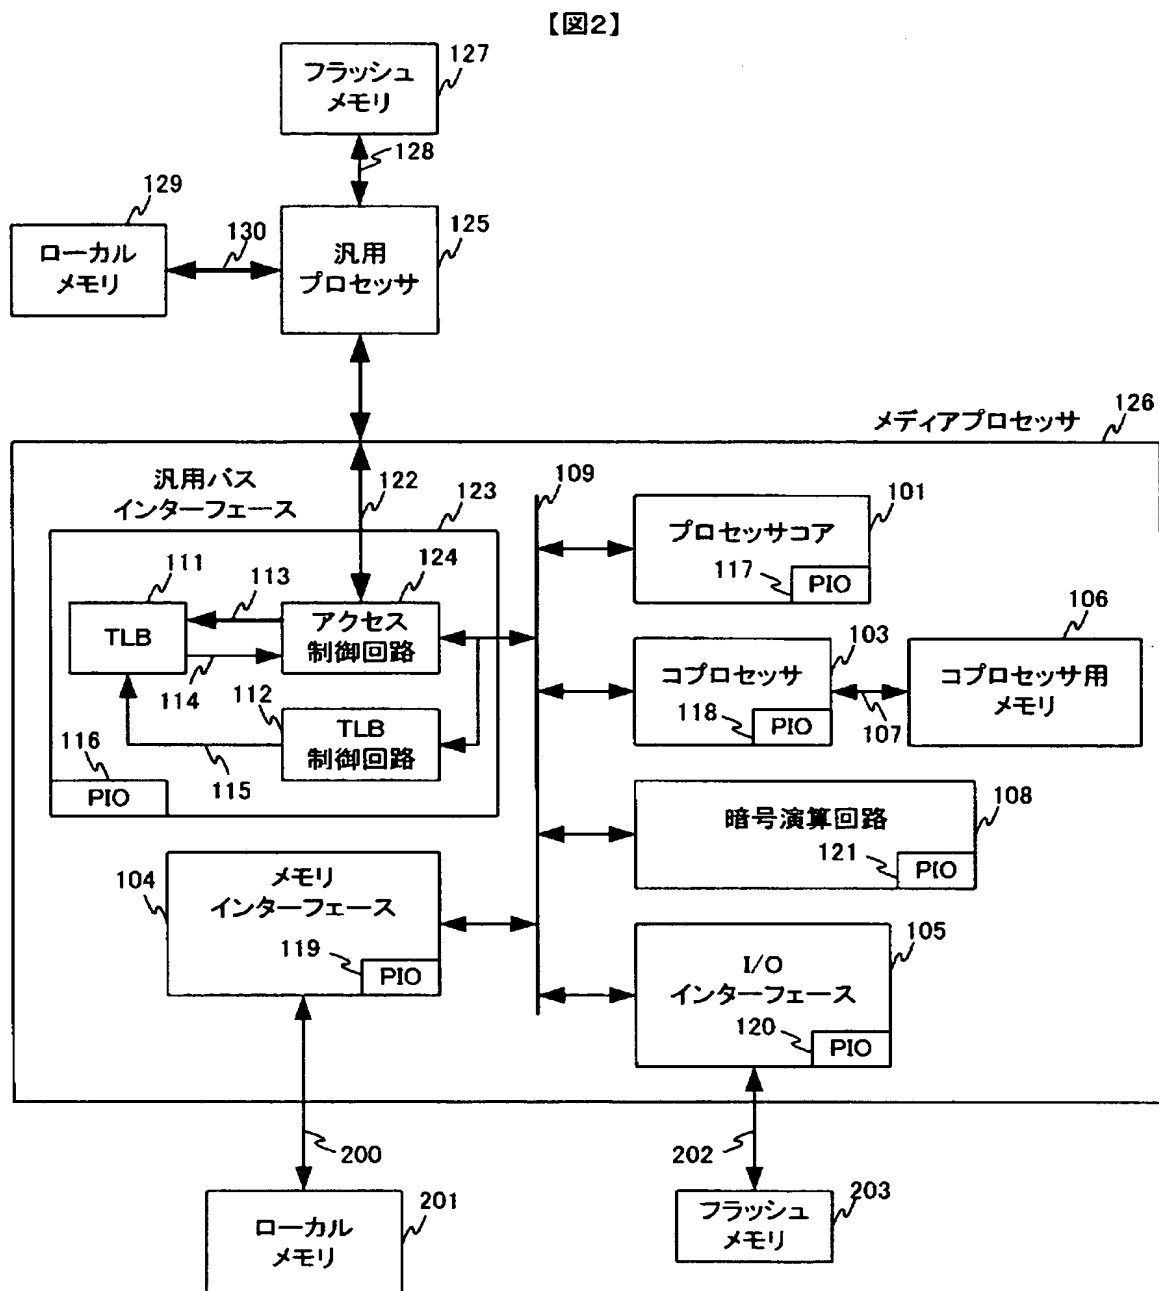 【図2】
フラッシュ
メモリ
127
128
129
ローカル
メモリ
130
汎用
プロセッサ
125
メディアプロセッサ
126
汎用バス
インターフェース
122
123
109
プロセッサコア
101
117
PIO
111
TLB
113
114
アクセス
制御回路
124
112
TLB
制御回路
115
116
PIO
コプロセッサ
103
118
PIO
107
コプロセッサ用
メモリ
106
暗号演算回路
108
121
PIO
104
メモリ
インターフェース
119
PIO
I/O
インターフェース
105
120
PIO
200
ローカル
メモリ
201
202
フラッシュ
メモリ
203